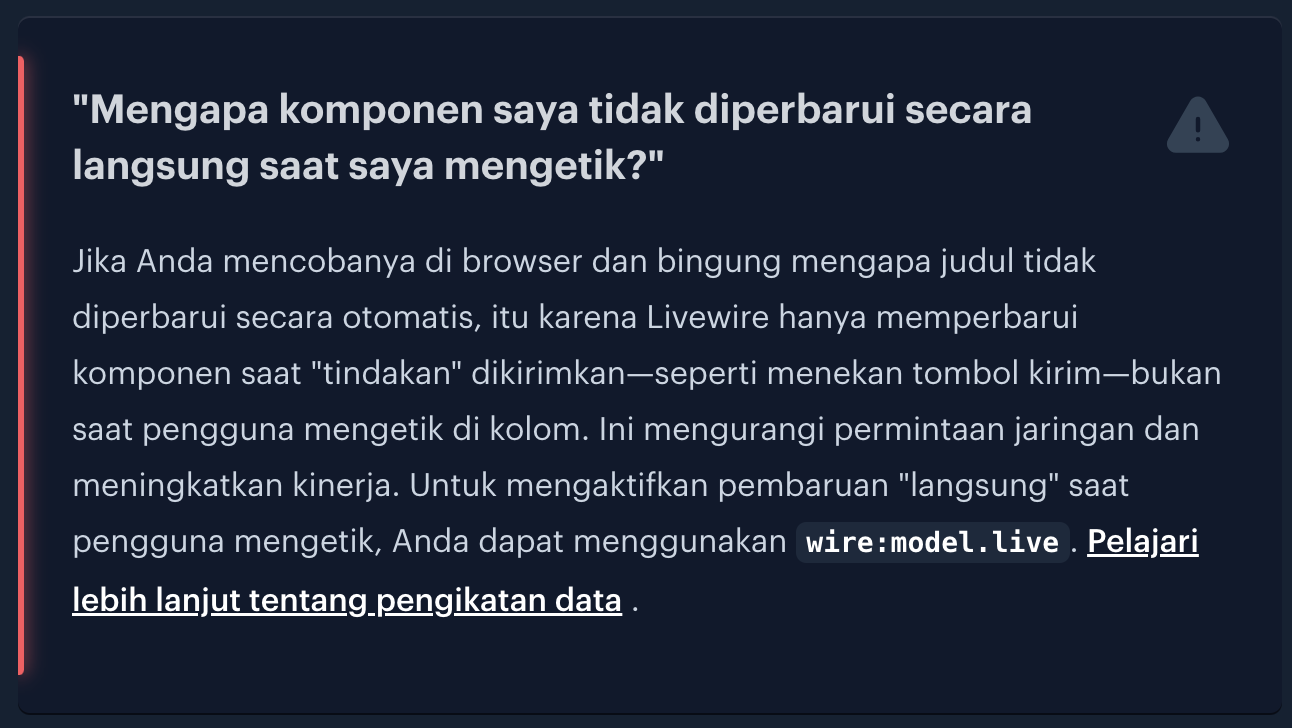 "Mengapa komponen saya tidak diperbarui secara
langsung saat saya mengetik?"
Jika Anda mencobanya di browser dan bingung mengapa judul tidak
diperbarui secara otomatis, itu karena Livewire hanya memperbarui
komponen saat "tindakan" dikirimkan—seperti menekan tombol kirim—bukan
saat pengguna mengetik di kolom. Ini mengurangi permintaan jaringan dan
meningkatkan kinerja. Untuk mengaktifkan pembaruan "langsung" saat
pengguna mengetik, Anda dapat menggunakan wire:model.live . Pelajari
lebih lanjut tentang pengikatan data .